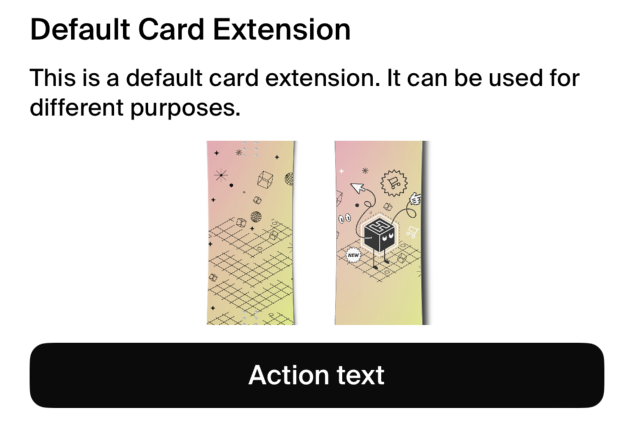 Default Card Extension
This is a default card extension. It can be used for
different purposes.
NEW
Action text